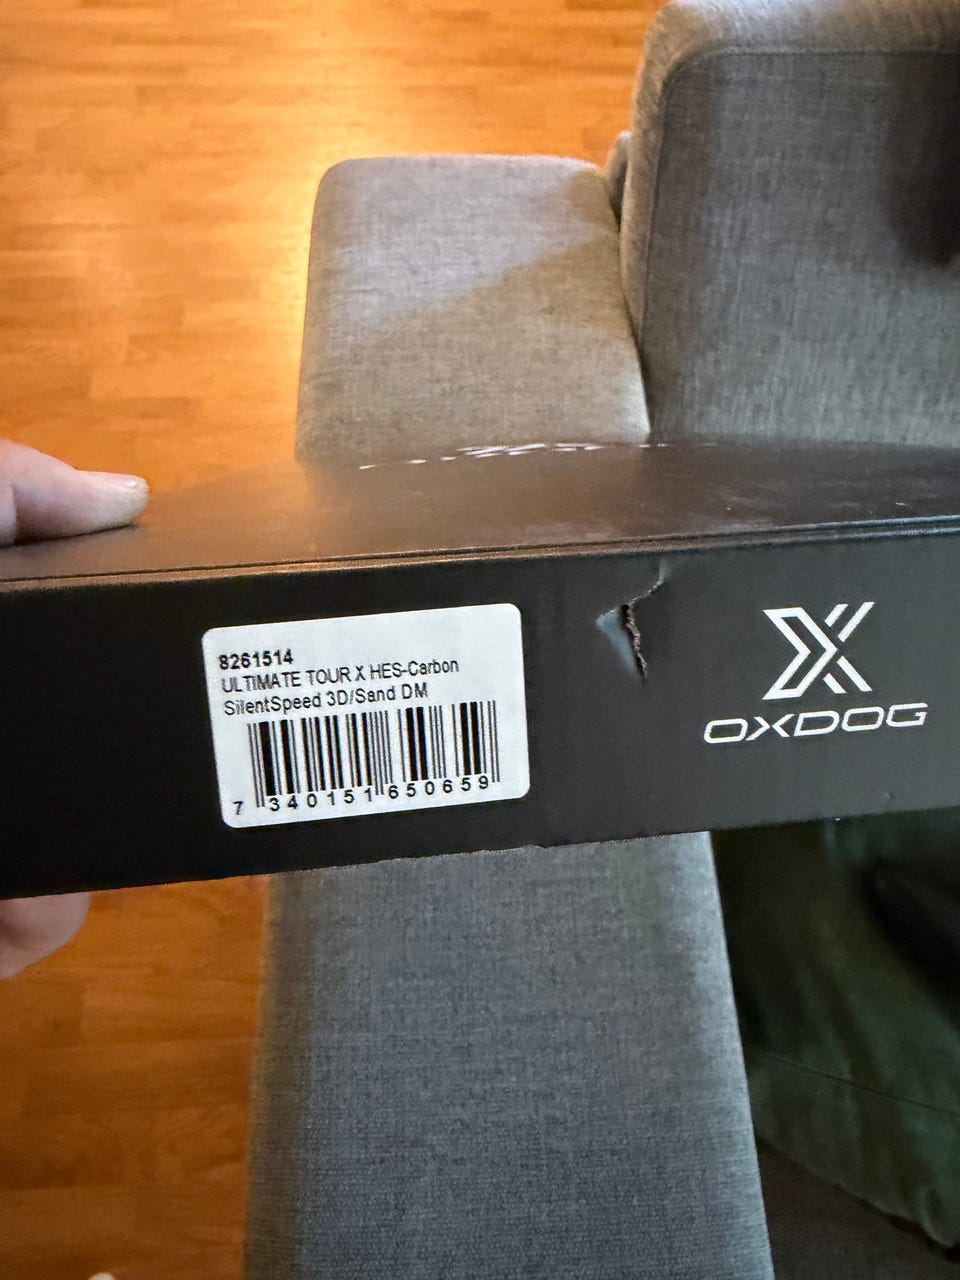 8261514
ULTIMATE TOUR X HES-Carbon
SilentSpeed 3D/Sand DM
7 340151 650659
OXDOG